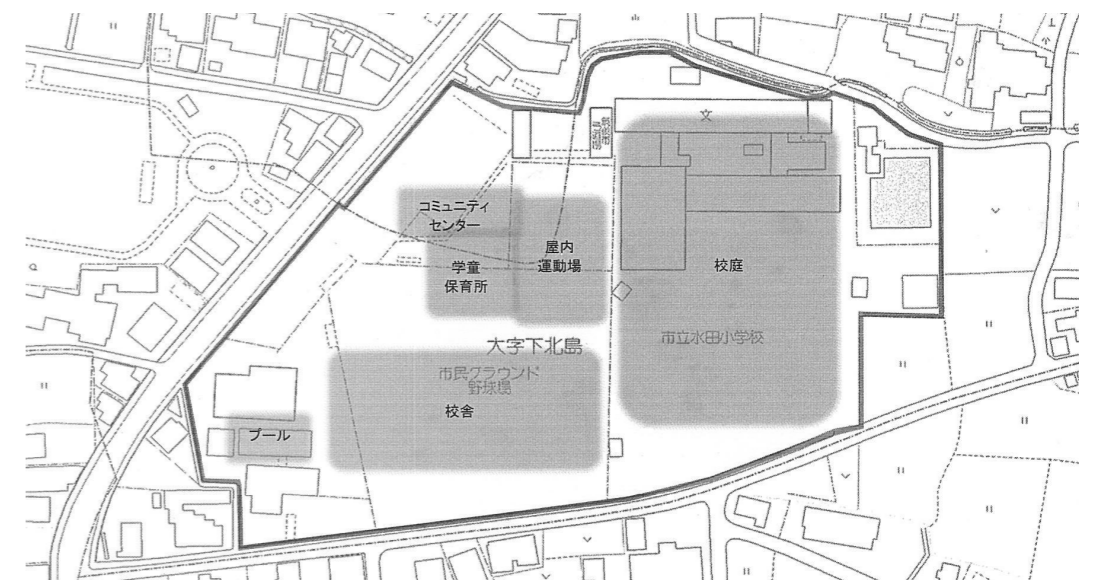 文
コミュニティ
センター
屋内
運動場
学童
保育所
校庭
大字下北島
市立水田小学校
市民グラウンド
野球場
校舎
プール